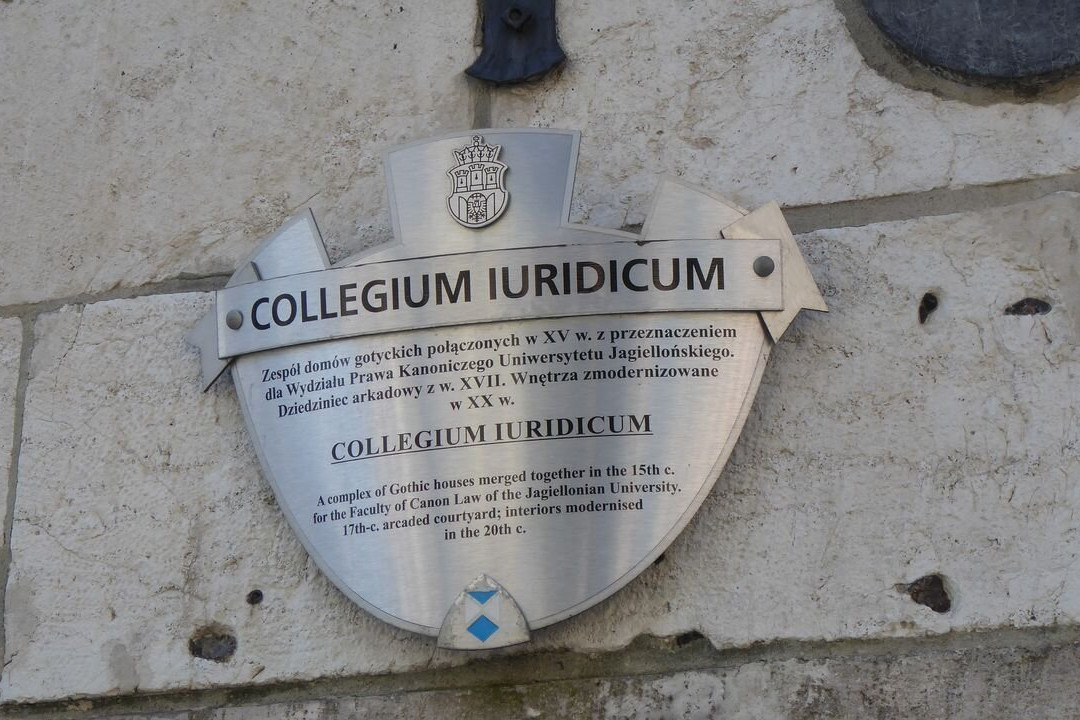 COLLEGIUM IURIDICUM
Zespół domów gotyckich połączonych w XV w. z przeznaczeniem
dla Wydziału Prawa Kanoniczego Uniwersytetu Jagiellońskiego.
Dziedziniec arkadowy z w. XVII. Wnętrza zmodernizowane
w XX w.
COLLEGIUM IURIDICUM
A complex of Gothic houses merged together in the 15th c.
for the Faculty of Canon Law of the Jagiellonian University.
17th-c. arcaded courtyard; interiors modernised
in the 20th c.